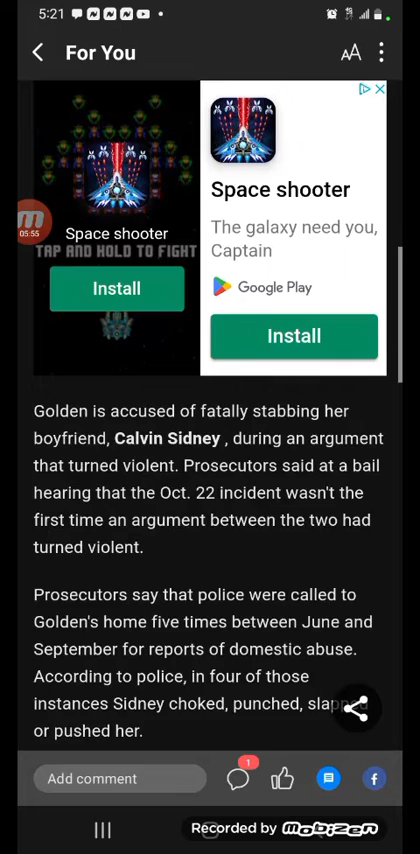 5:21
For You
AA
Space shooter
TAP AND HOLD TO FIGHT
Install
Space shooter
The galaxy need you,
Captain
Google Play
Install
05:55
Golden is accused of fatally stabbing her
boyfriend, Calvin Sidney , during an argument
that turned violent. Prosecutors said at a bail
hearing that the Oct. 22 incident wasn't the
first time an argument between the two had
turned violent.
Prosecutors say that police were called to
Golden's home five times between June and
September for reports of domestic abuse.
According to police, in four of those
instances Sidney choked, punched, slapped
or pushed her.
Add comment
1
Recorded by mobizen